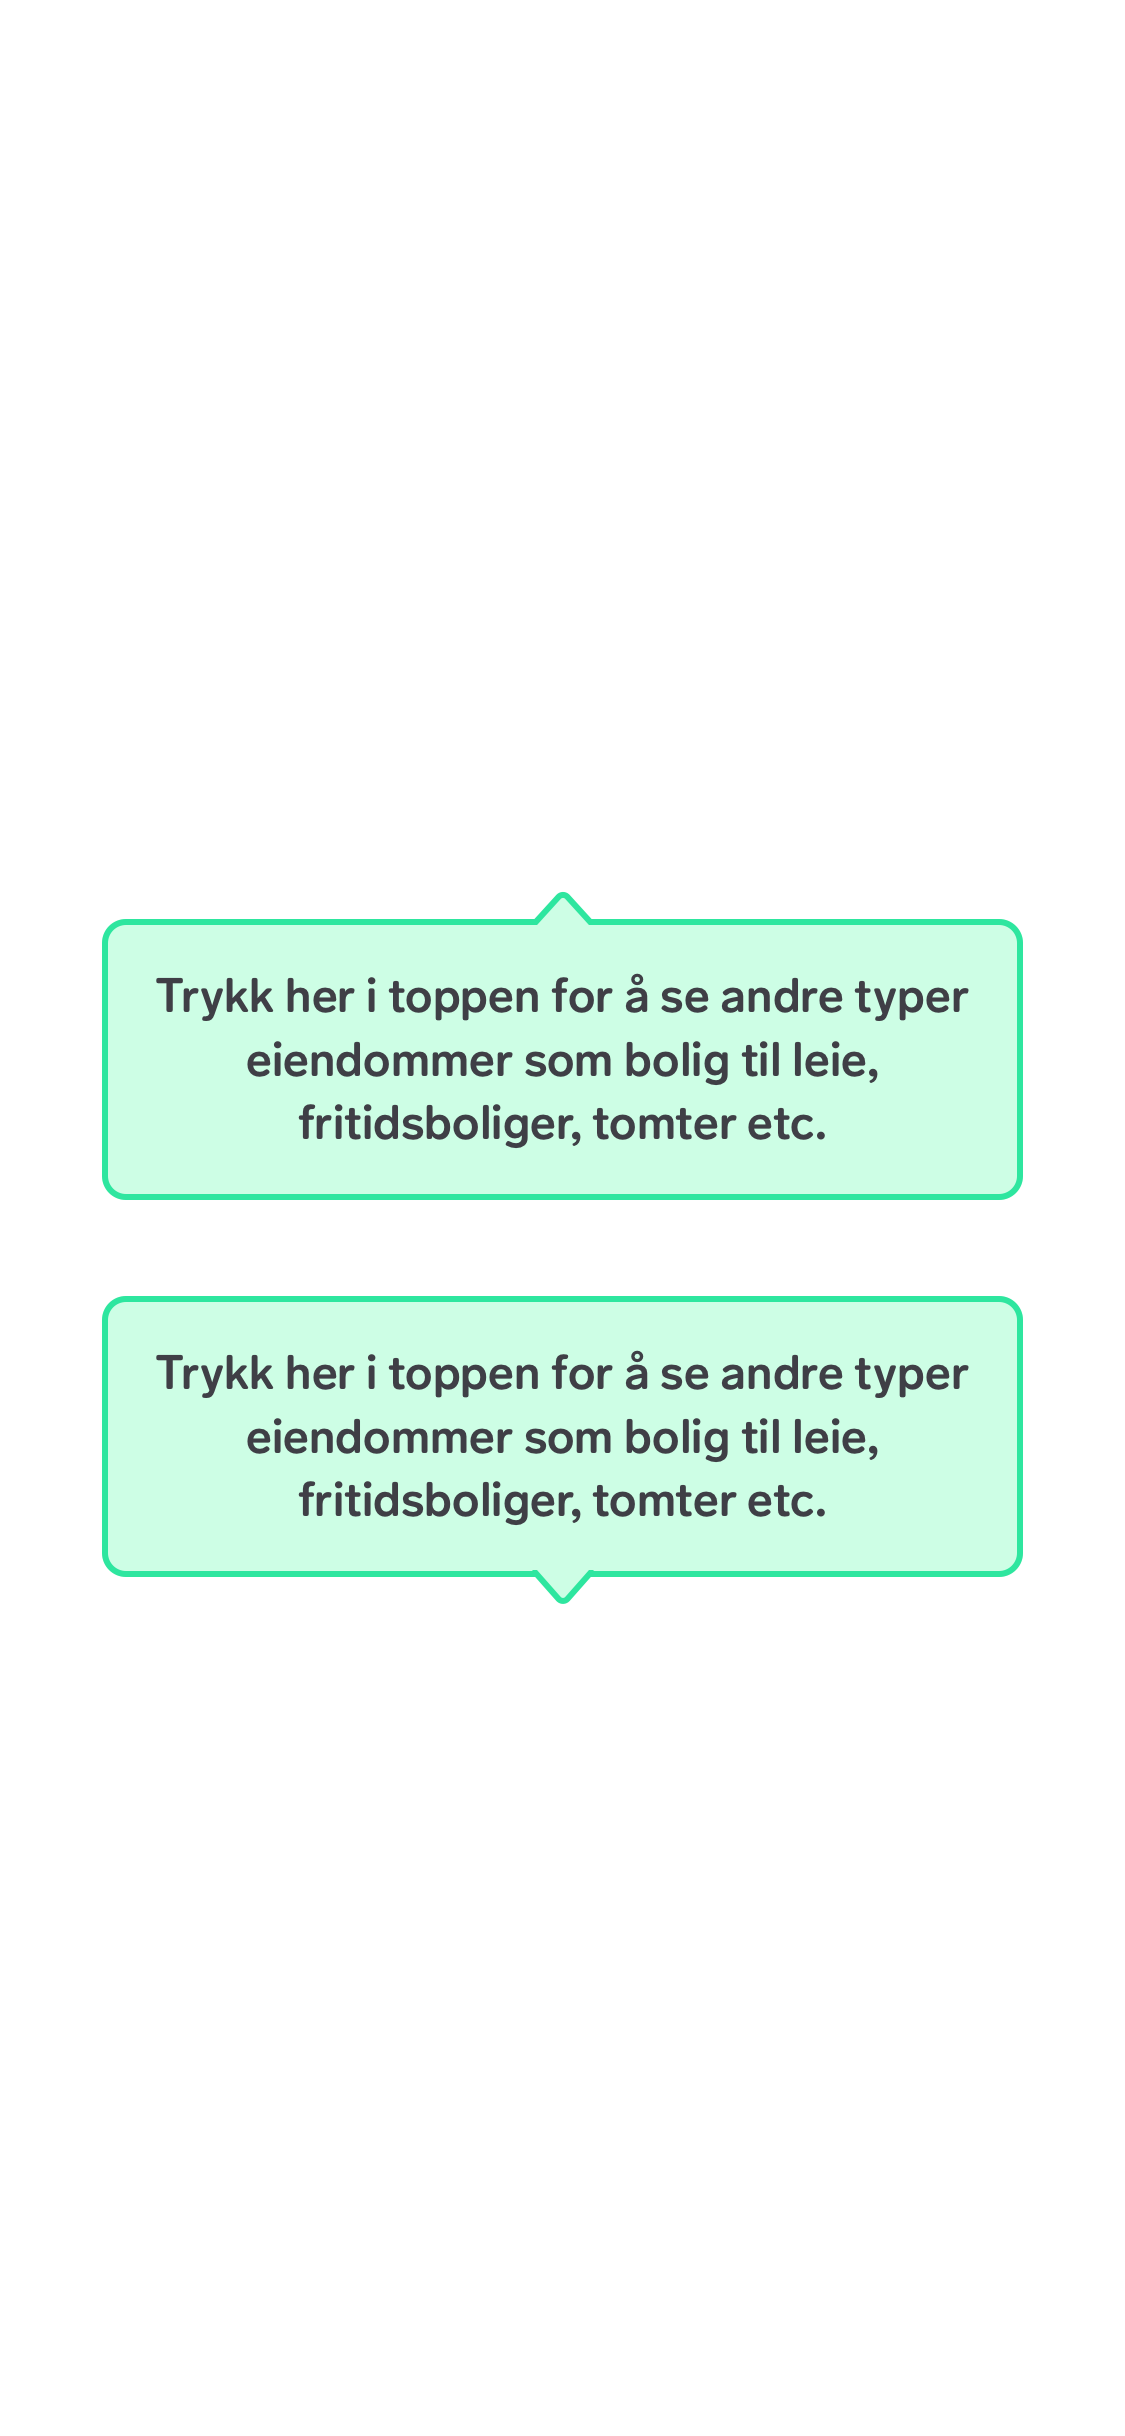 Trykk her i toppen for å se andre typer
eiendommer som bolig til leie,
fritidsboliger, tomter etc.
Trykk her i toppen for å se andre typer
eiendommer som bolig til leie,
fritidsboliger, tomter etc.